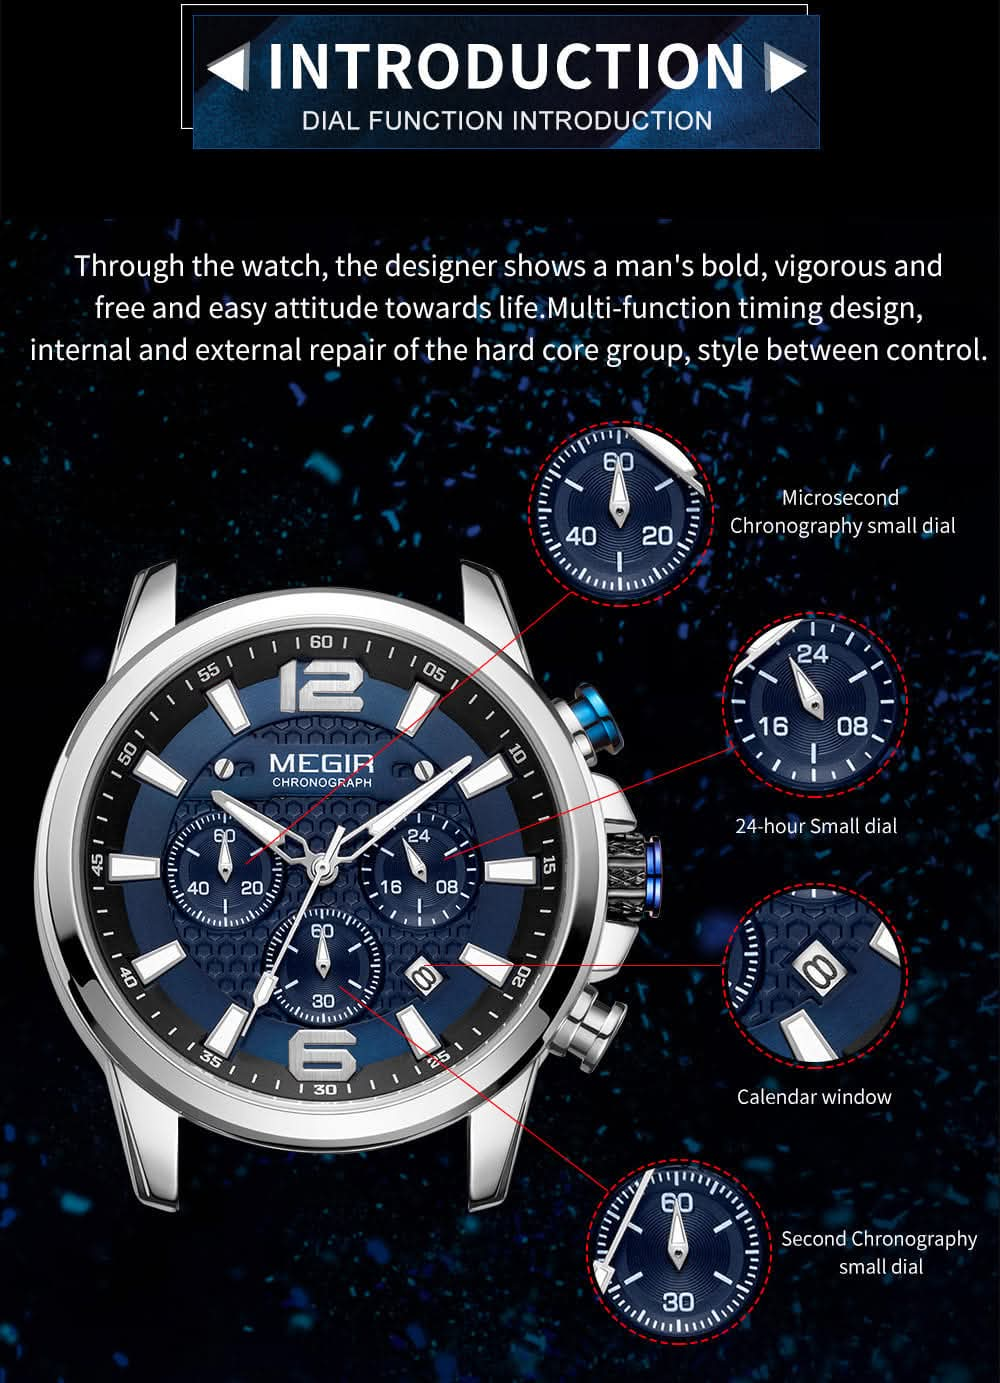 INTRODUCTION
DIAL FUNCTION INTRODUCTION
Through the watch, the designer shows a man's bold, vigorous and
free and easy attitude towards life.Multi-function timing design,
internal and external repair of the hard core group, style between control.
60
40 20
Microsecond
Chronography small dial
24
16 08
24-hour Small dial
60
55
05
50
10
45
15
40
20
35
25
30
12
MEGIR
CHRONOGRAPH
60
40 20
24
16 08
60
30
8
6
8
Calendar window
60
30
Second Chronography
small dial